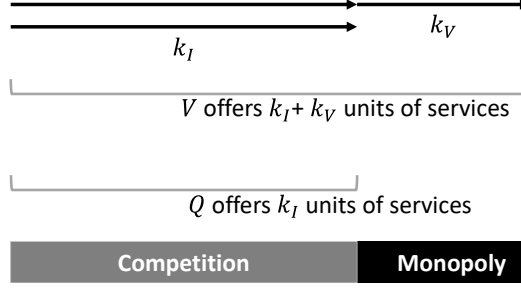 k_I
k_V
V offers k_I+ k_V units of services
Q offers k_I units of services
Competition Monopoly